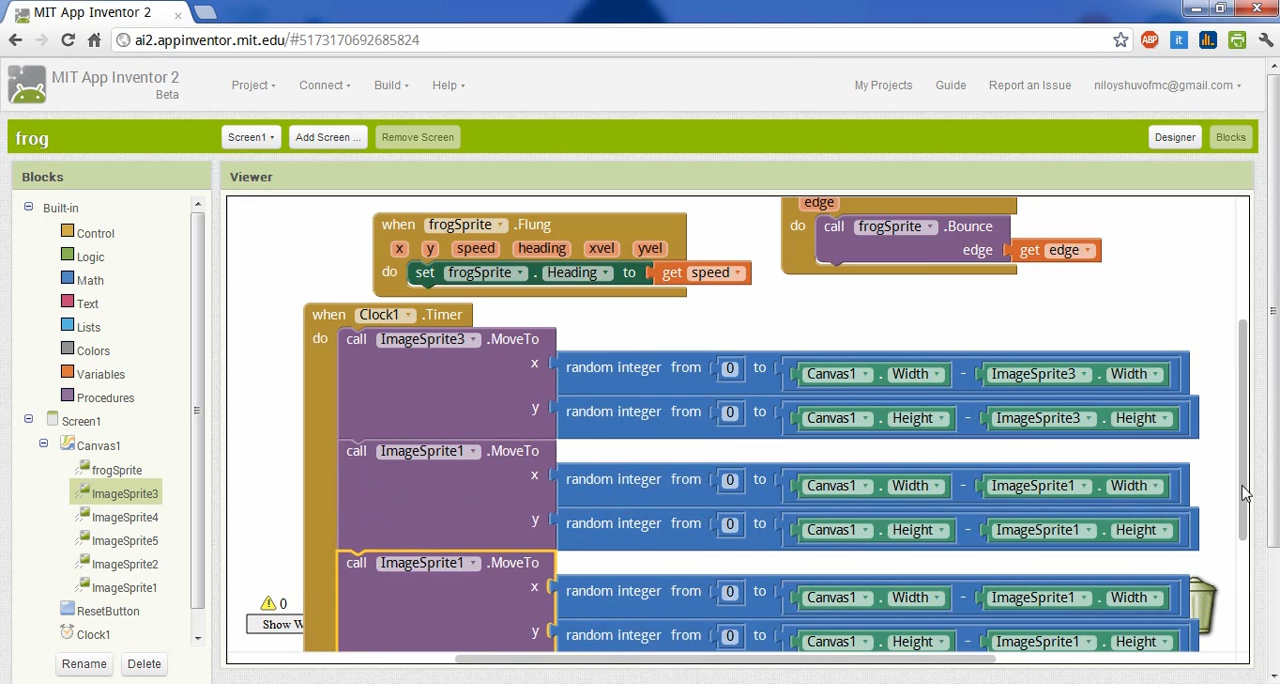 MIT App Inventor 2
ai2.appinventor.mit.edu/#5173170692685824
ABP
it
MIT App Inventor 2
Beta
Project
Connect
Build
Help
My Projects
Guide
Report an Issue
niloyshuvofmc@gmail.com
frog
Screen1
Add Screen ...
Remove Screen
Designer
Blocks
Blocks
Viewer
Built-in
Control
Logic
Math
Text
Lists
Colors
Variables
Procedures
Screen1
Canvas1
frogSprite
ImageSprite3
ImageSprite4
ImageSprite5
ImageSprite2
ImageSprite1
ResetButton
Clock1
Rename
Delete
when frogSprite .Flung
x y speed heading xvel yvel
do set frogSprite . Heading to get speed
edge
do call frogSprite .Bounce
edge get edge
when Clock1 .Timer
do call ImageSprite3 .MoveTo
x random integer from 0 to Canvas1 . Width - ImageSprite3 . Width
y random integer from 0 to Canvas1 . Height - ImageSprite3 . Height
call ImageSprite1 .MoveTo
x random integer from 0 to Canvas1 . Width - ImageSprite1 . Width
y random integer from 0 to Canvas1 . Height - ImageSprite1 . Height
call ImageSprite1 .MoveTo
x random integer from 0 to Canvas1 . Width - ImageSprite1 . Width
y random integer from 0 to Canvas1 . Height - ImageSprite1 . Height
0
Show W